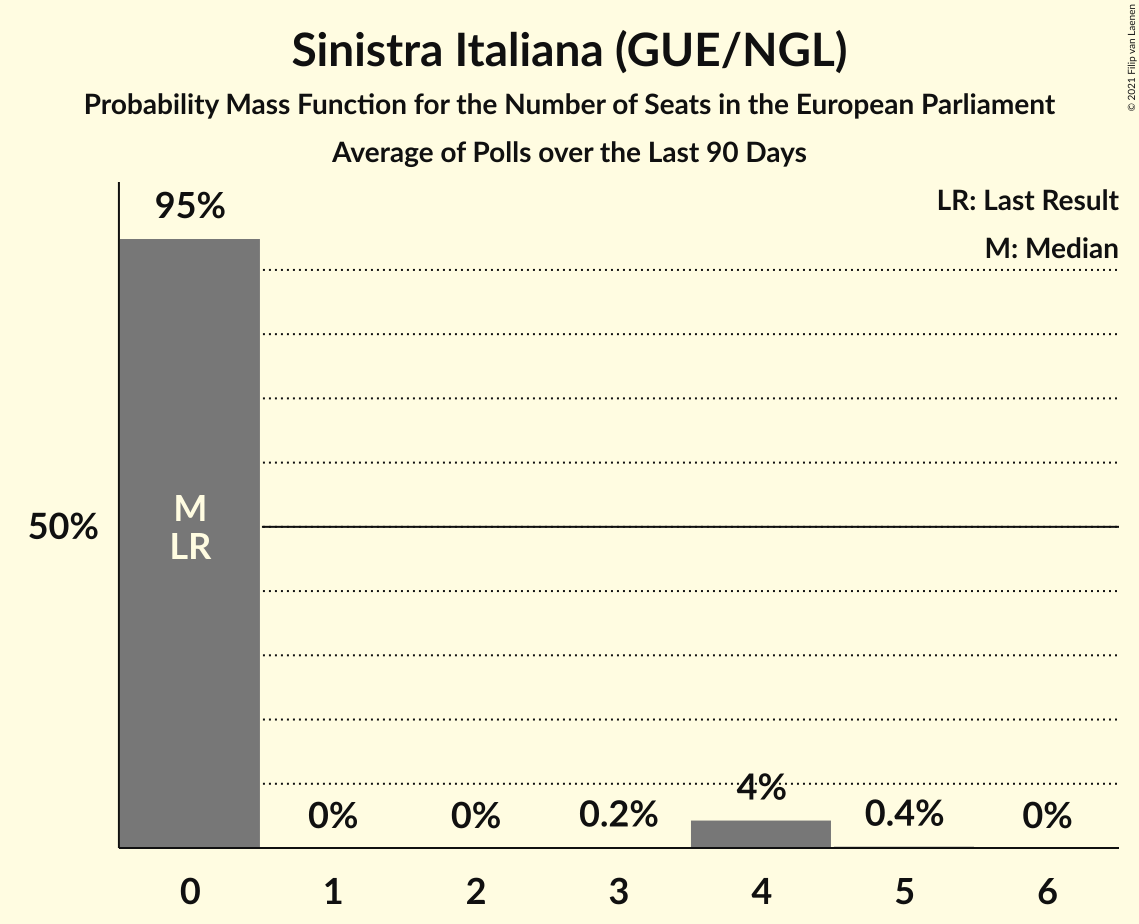 Sinistra Italiana (GUE/NGL)
Probability Mass Function for the Number of Seats in the European Parliament
Average of Polls over the Last 90 Days
© 2021 Filip van Laenen
LR: Last Result
M: Median
95%
50%
M
LR
0%
0%
0.2%
4%
0.4%
0%
0
1
2
3
4
5
6